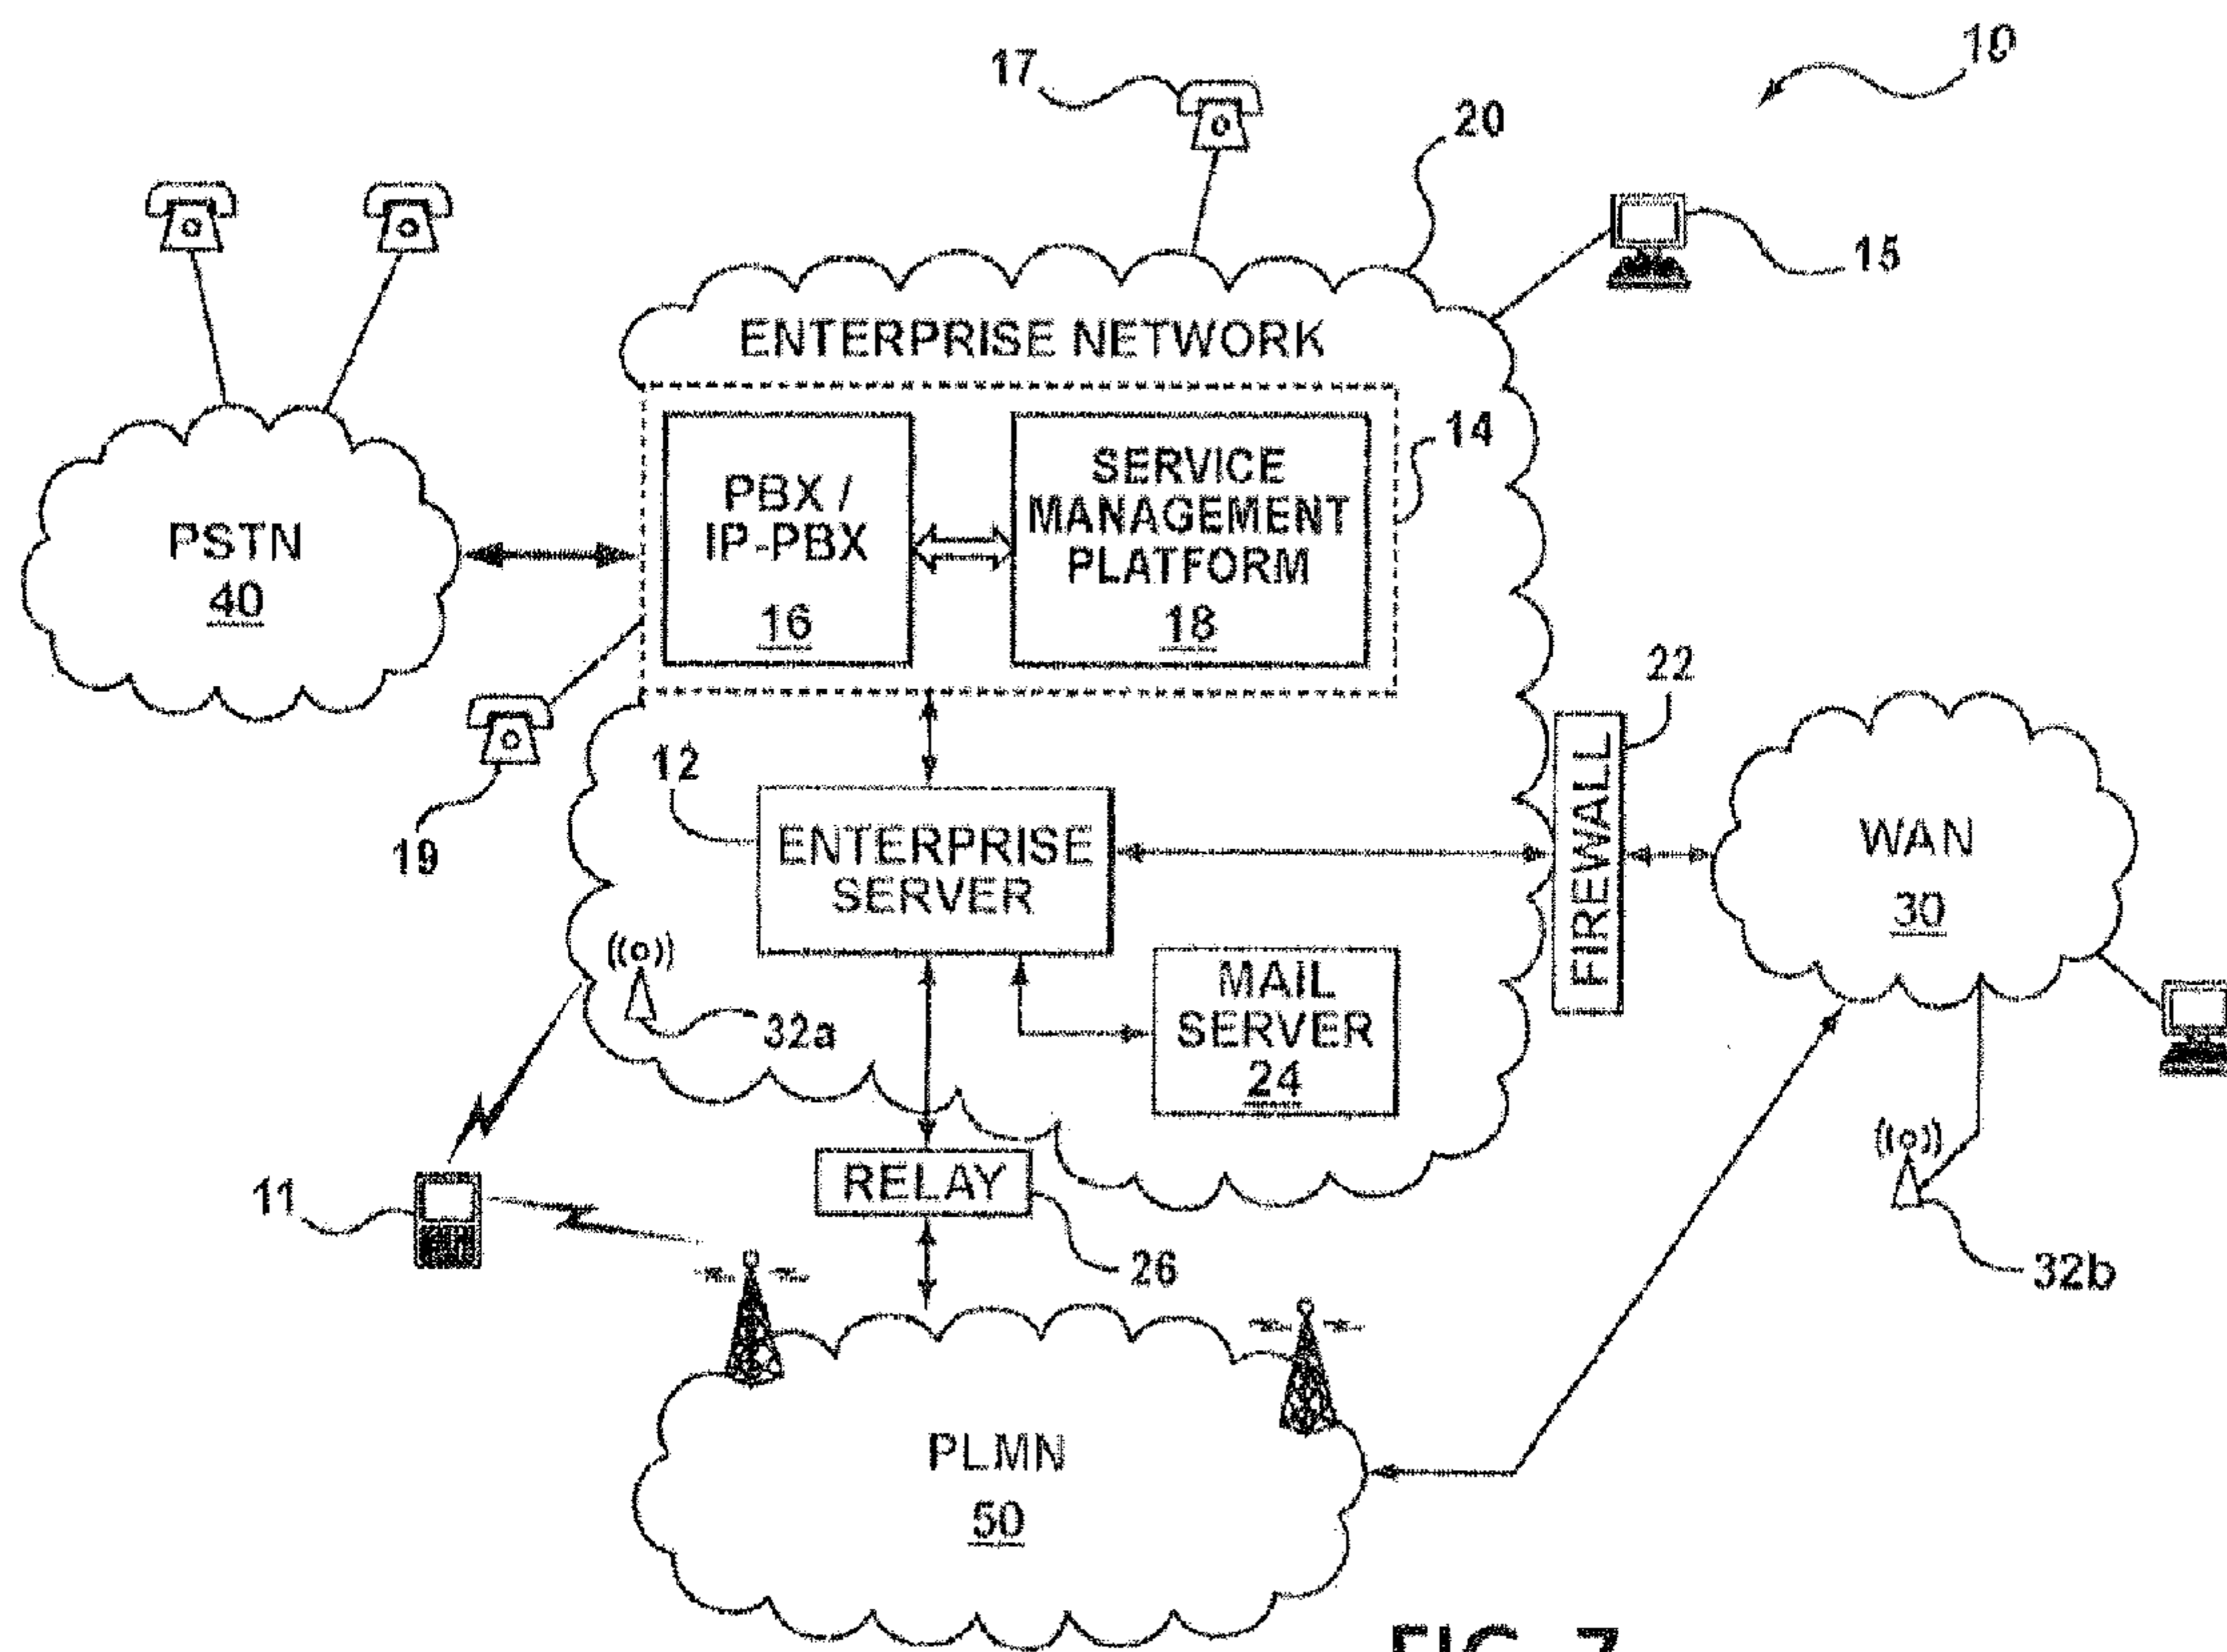 10
17
20
15
ENTERPRISE NETWORK
14
PBX /
IP-PBX
16
SERVICE
MANAGEMENT
PLATFORM
18
PSTN
40
19
12
ENTERPRISE
SERVER
22
FIREWALL
WAN
30
MAIL
SERVER
24
32a
11
RELAY
26
32b
PLMN
50